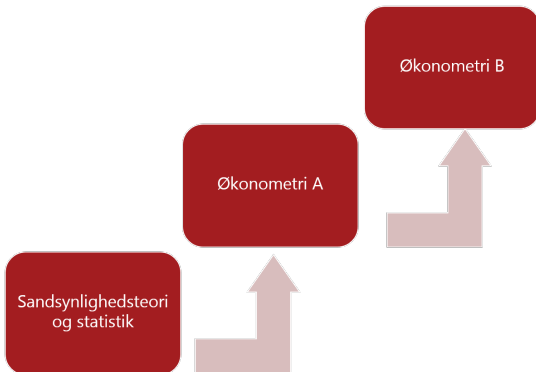 Økonometri B
Økonometri A
Sandsynlighedsteori
og statistik